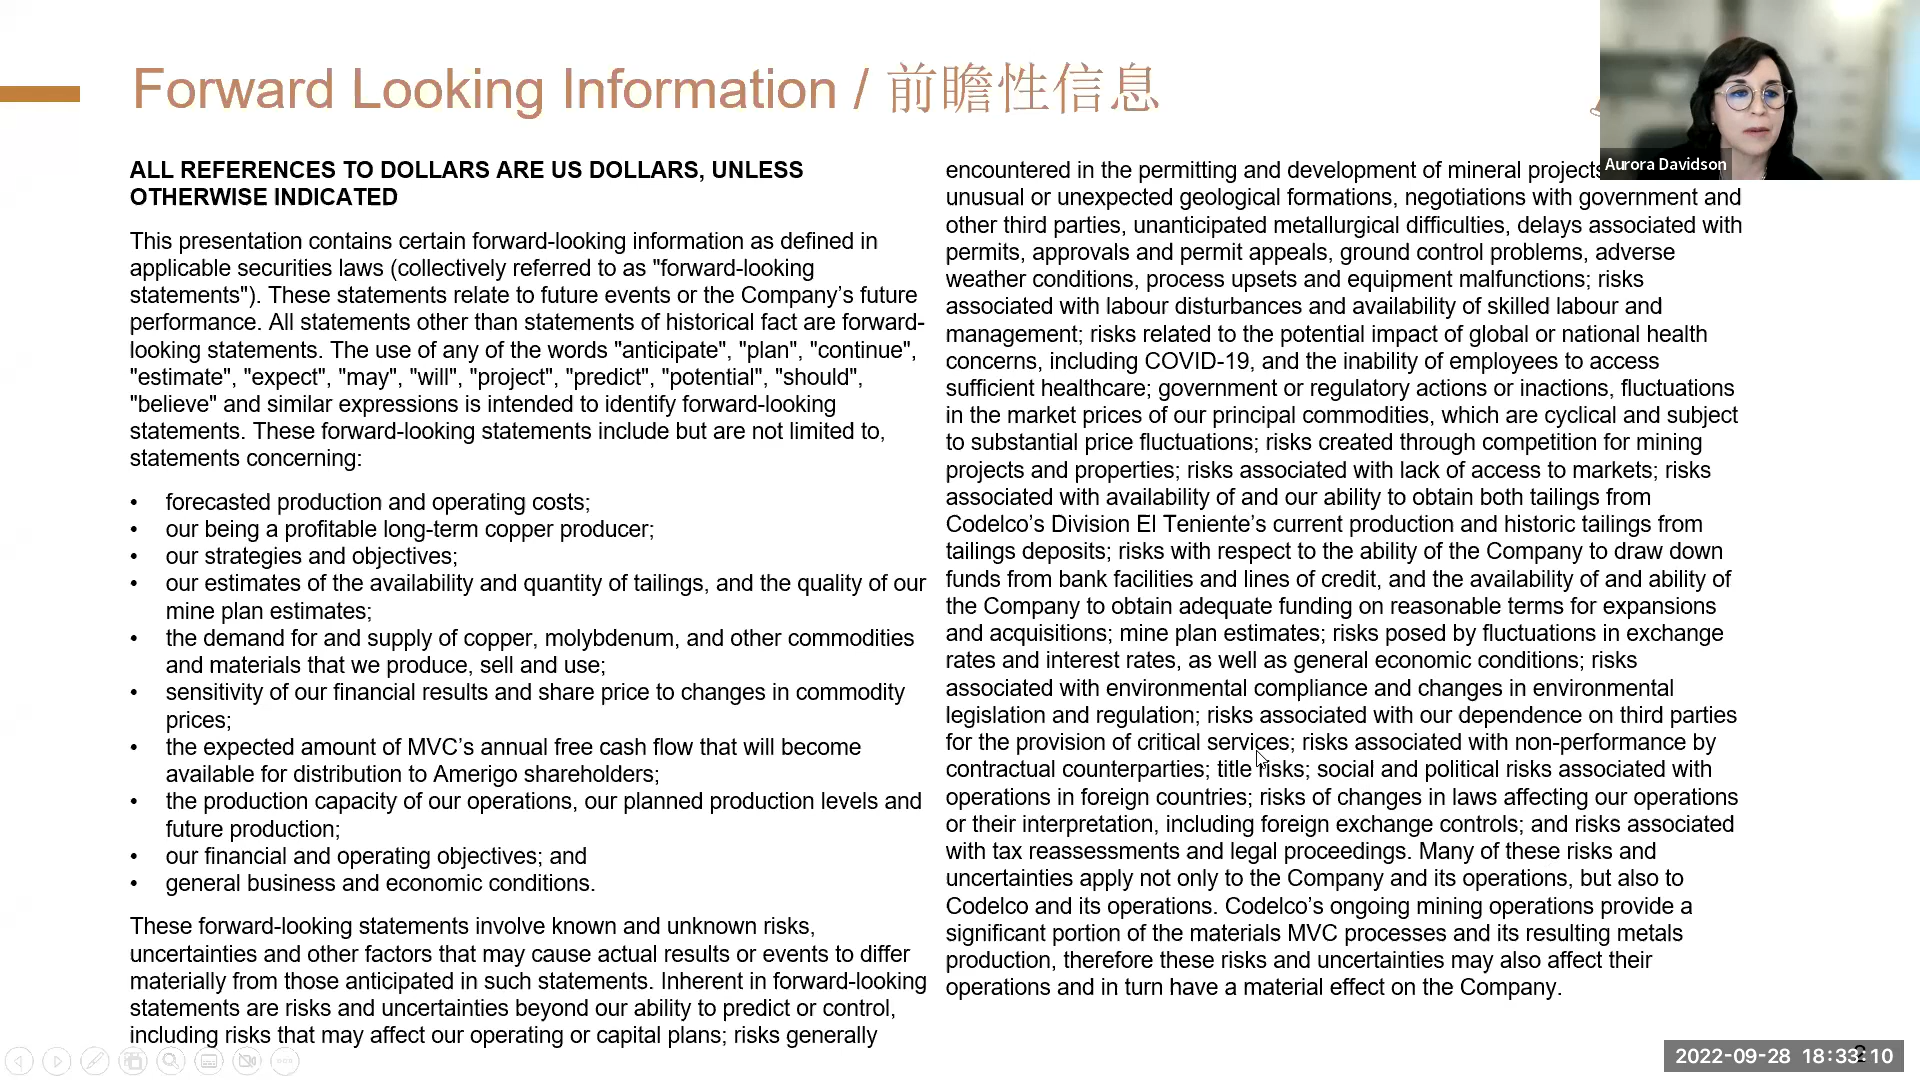 Forward Looking Information / 前瞻性信息
Aurora Davidson
ALL REFERENCES TO DOLLARS ARE US DOLLARS, UNLESS
OTHERWISE INDICATED
This presentation contains certain forward-looking information as defined in
applicable securities laws (collectively referred to as "forward-looking
statements"). These statements relate to future events or the Company’s future
performance. All statements other than statements of historical fact are forward-
looking statements. The use of any of the words "anticipate", "plan", "continue",
"estimate", "expect", "may", "will", "project", "predict", "potential", "should",
"believe" and similar expressions is intended to identify forward-looking
statements. These forward-looking statements include but are not limited to,
statements concerning:
• forecasted production and operating costs;
• our being a profitable long-term copper producer;
• our strategies and objectives;
• our estimates of the availability and quantity of tailings, and the quality of our
mine plan estimates;
• the demand for and supply of copper, molybdenum, and other commodities
and materials that we produce, sell and use;
• sensitivity of our financial results and share price to changes in commodity
prices;
• the expected amount of MVC’s annual free cash flow that will become
available for distribution to Amerigo shareholders;
• the production capacity of our operations, our planned production levels and
future production;
• our financial and operating objectives; and
• general business and economic conditions.
These forward-looking statements involve known and unknown risks,
uncertainties and other factors that may cause actual results or events to differ
materially from those anticipated in such statements. Inherent in forward-looking
statements are risks and uncertainties beyond our ability to predict or control,
including risks that may affect our operating or capital plans; risks generally
encountered in the permitting and development of mineral projects
unusual or unexpected geological formations, negotiations with government and
other third parties, unanticipated metallurgical difficulties, delays associated with
permits, approvals and permit appeals, ground control problems, adverse
weather conditions, process upsets and equipment malfunctions; risks
associated with labour disturbances and availability of skilled labour and
management; risks related to the potential impact of global or national health
concerns, including COVID-19, and the inability of employees to access
sufficient healthcare; government or regulatory actions or inactions, fluctuations
in the market prices of our principal commodities, which are cyclical and subject
to substantial price fluctuations; risks created through competition for mining
projects and properties; risks associated with lack of access to markets; risks
associated with availability of and our ability to obtain both tailings from
Codelco’s Division El Teniente’s current production and historic tailings from
tailings deposits; risks with respect to the ability of the Company to draw down
funds from bank facilities and lines of credit, and the availability of and ability of
the Company to obtain adequate funding on reasonable terms for expansions
and acquisitions; mine plan estimates; risks posed by fluctuations in exchange
rates and interest rates, as well as general economic conditions; risks
associated with environmental compliance and changes in environmental
legislation and regulation; risks associated with our dependence on third parties
for the provision of critical services; risks associated with non-performance by
contractual counterparties; title risks; social and political risks associated with
operations in foreign countries; risks of changes in laws affecting our operations
or their interpretation, including foreign exchange controls; and risks associated
with tax reassessments and legal proceedings. Many of these risks and
uncertainties apply not only to the Company and its operations, but also to
Codelco and its operations. Codelco’s ongoing mining operations provide a
significant portion of the materials MVC processes and its resulting metals
production, therefore these risks and uncertainties may also affect their
operations and in turn have a material effect on the Company.
2022-09-28 18:33:10